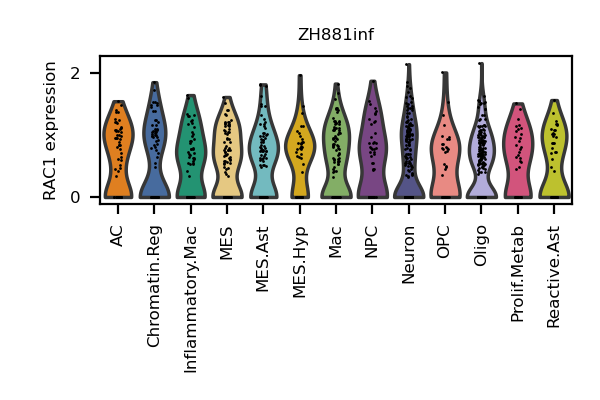 ZH881inf
RAC1 expression
2
0
AC
Chromatin.Reg
Inflammatory.Mac
MES
MES.Ast
MES.Hyp
Mac
NPC
Neuron
OPC
Oligo
Prolif.Metab
Reactive.Ast